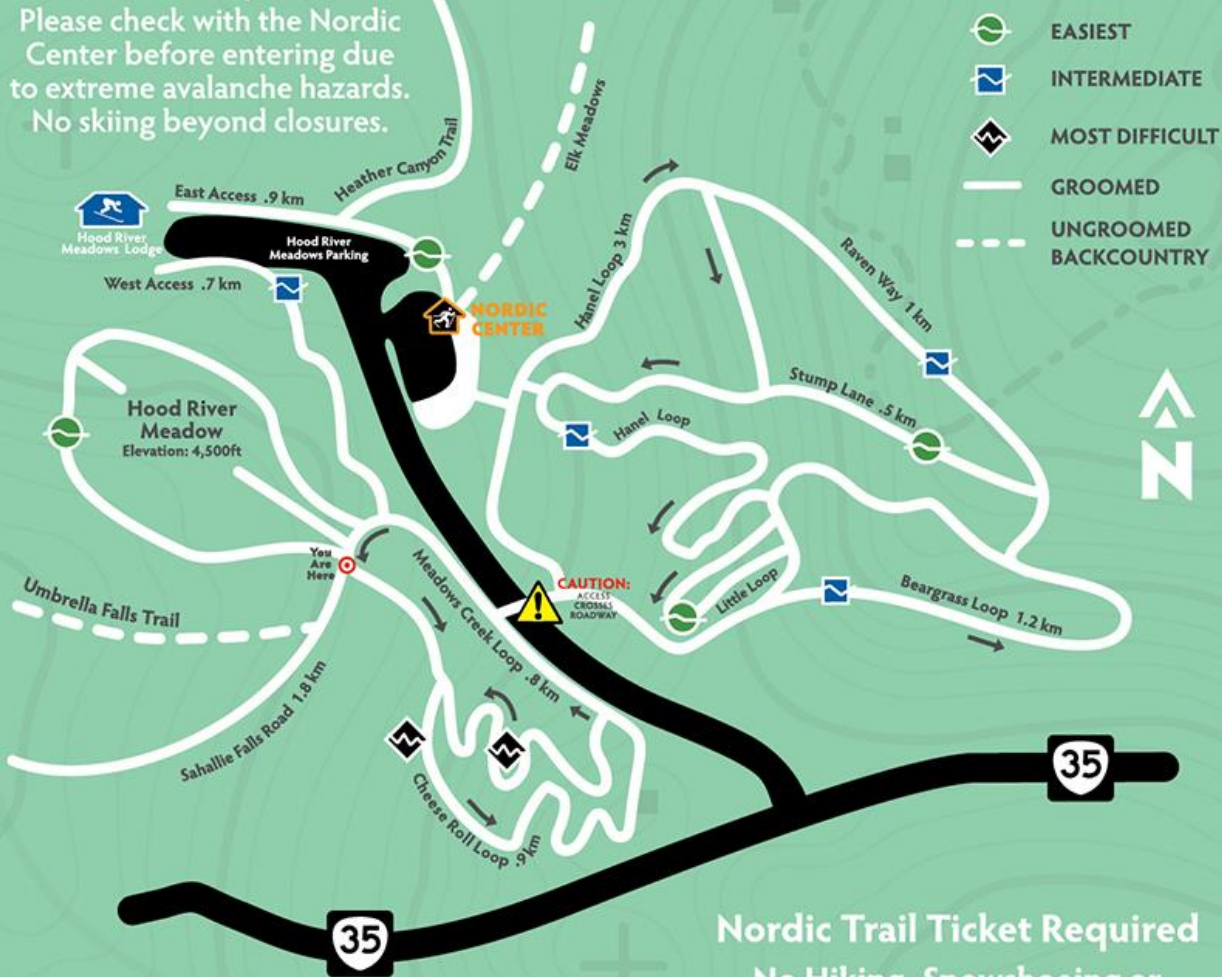 Please check with the Nordic
Center before entering due
to extreme avalanche hazards.
No skiing beyond closures.
EASIEST
INTERMEDIATE
MOST DIFFICULT
GROOMED
UNGROOMED
BACKCOUNTRY
Elk Meadows
Heather Canyon Trail
East Access .9 km
Hood River
Meadows Lodge
Hood River
Meadows Parking
West Access .7 km
NORDIC
CENTER
Hanel Loop 3 km
Raven Way 1 km
Stump Lane .5 km
Hanel Loop
N
Hood River
Meadow
Elevation: 4,500ft
You
Are
Here
Meadows Creek Loop .8 km
CAUTION:
ACCESS
CROSSES
ROADWAY
Little Loop
Beargrass Loop 1.2 km
Umbrella Falls Trail
Sahallie Falls Road 1.8 km
Cheese Roll Loop .9 km
35
35
Nordic Trail Ticket Required
No Hiking, Snowshoeing or